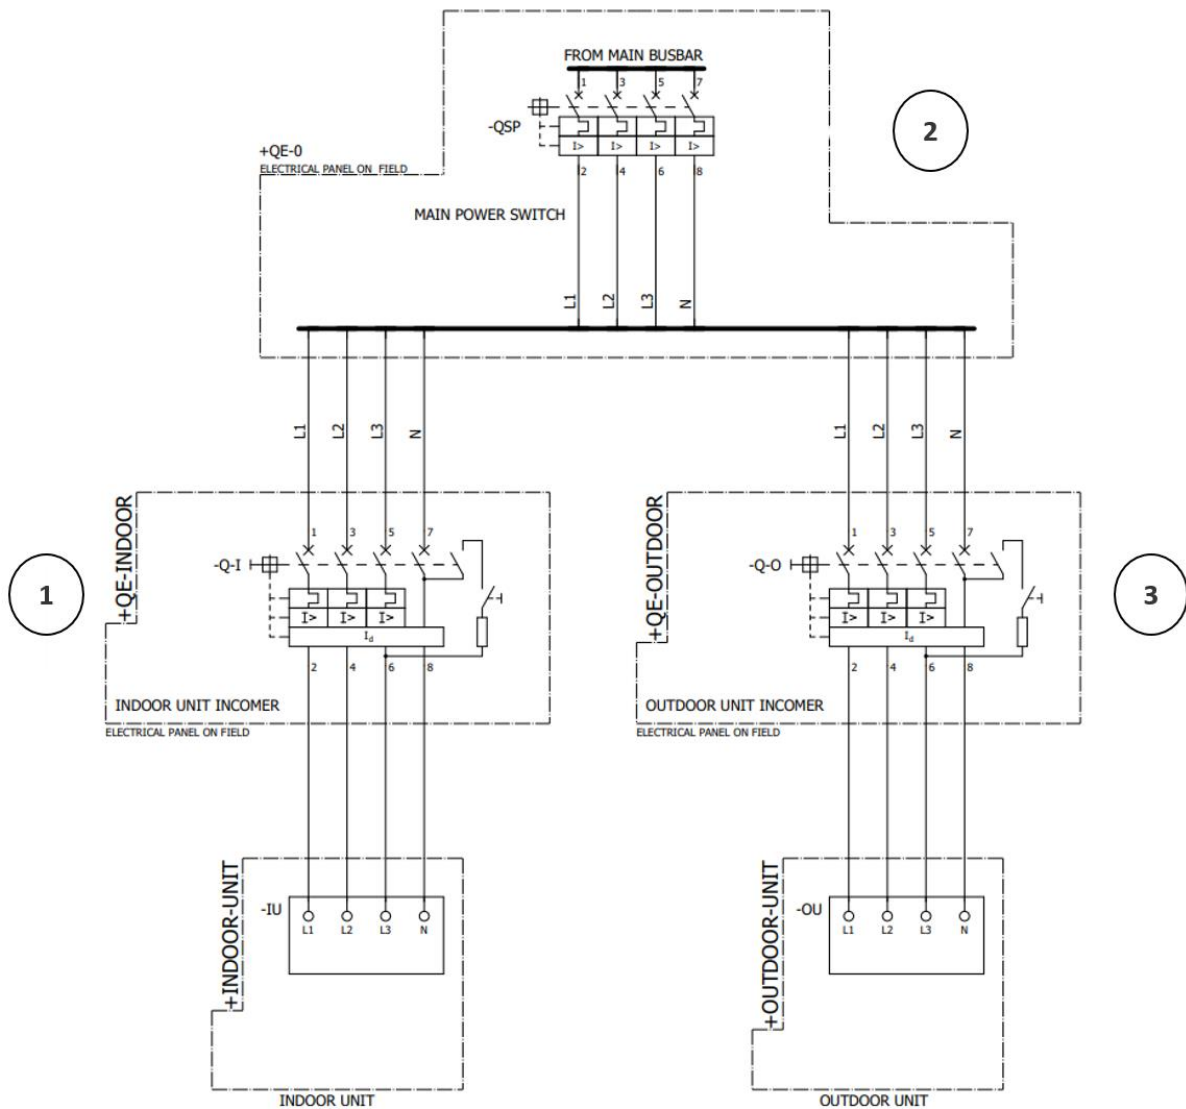 FROM MAIN BUSBAR
1 3 5 7
-QSP
I> I> I> I>
2 4 6 8
2
+QE-0
ELECTRICAL PANEL ON FIELD
MAIN POWER SWITCH
L1 L2 L3 N
L1 L2 L3 N
L1 L2 L3 N
+QE-INDOOR
1 3 5 7
-Q-I
I> I> I>
Id
2 4 6 8
INDOOR UNIT INCOMER
ELECTRICAL PANEL ON FIELD
1
+QE-OUTDOOR
1 3 5 7
-Q-O
I> I> I>
Id
2 4 6 8
OUTDOOR UNIT INCOMER
ELECTRICAL PANEL ON FIELD
3
+INDOOR-UNIT
-IU
L1 L2 L3 N
INDOOR UNIT
+OUTDOOR-UNIT
-OU
L1 L2 L3 N
OUTDOOR UNIT